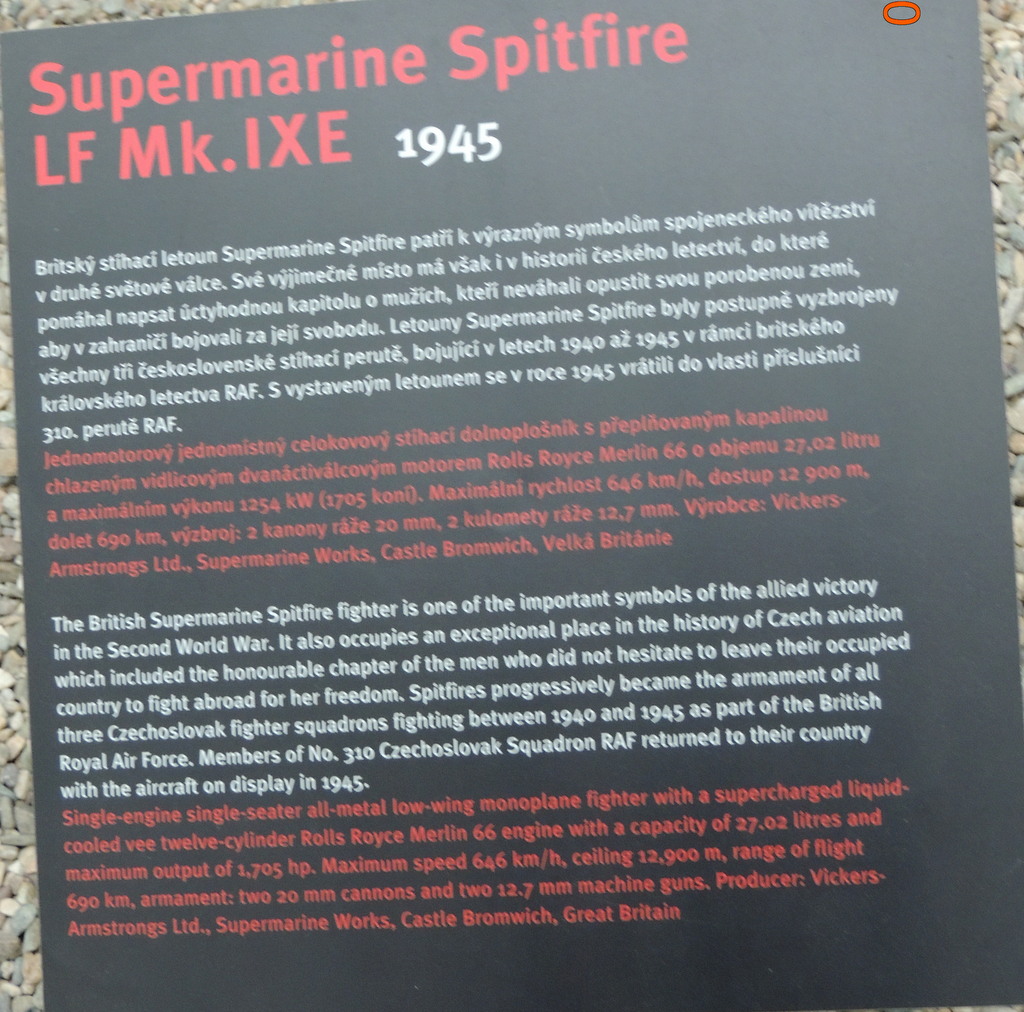 Supermarine Spitfire
LF Mk.IXE 1945
Britský stíhací letoun Supermarine Spitfire patří k výrazným symbolům spojeneckého vítězství
v druhé světové válce. Své výjimečné místo má však i v historii českého letectví, do které
pomáhal napsat úctyhodnou kapitolu o mužích, kteří neváhali opustit svou porobenou zemi,
aby v zahraničí bojovali za její svobodu. Letouny Supermarine Spitfire byly postupně vyzbrojeny
všechny tři československé stíhací perutě, bojující v letech 1940 až 1945 v rámci britského
královského letectva RAF. S vystaveným letounem se v roce 1945 vrátili do vlasti příslušníci
310. perutě RAF.
Jednomotorový jednomístný celokovový stíhací dolnoplošník s přeplňovaným kapalinou
chlazeným vidlicovým dvanáctiválcovým motorem Rolls Royce Merlin 66 o objemu 27,02 litru
a maximálním výkonu 1254 kW (1705 koní). Maximální rychlost 646 km/h, dostup 12 900 m,
dolet 690 km, výzbroj: 2 kanony ráže 20 mm, 2 kulomety ráže 12,7 mm. Výrobce: Vickers-
Armstrongs Ltd., Supermarine Works, Castle Bromwich, Velká Británie
The British Supermarine Spitfire fighter is one of the important symbols of the allied victory
in the Second World War. It also occupies an exceptional place in the history of Czech aviation
which included the honourable chapter of the men who did not hesitate to leave their occupied
country to fight abroad for her freedom. Spitfires progressively became the armament of all
three Czechoslovak fighter squadrons fighting between 1940 and 1945 as part of the British
Royal Air Force. Members of No. 310 Czechoslovak Squadron RAF returned to their country
with the aircraft on display in 1945.
Single-engine single-seater all-metal low-wing monoplane fighter with a supercharged liquid-
cooled vee twelve-cylinder Rolls Royce Merlin 66 engine with a capacity of 27.02 litres and
maximum output of 1,705 hp. Maximum speed 646 km/h, ceiling 12,900 m, range of flight
690 km, armament: two 20 mm cannons and two 12.7 mm machine guns. Producer: Vickers-
Armstrongs Ltd., Supermarine Works, Castle Bromwich, Great Britain